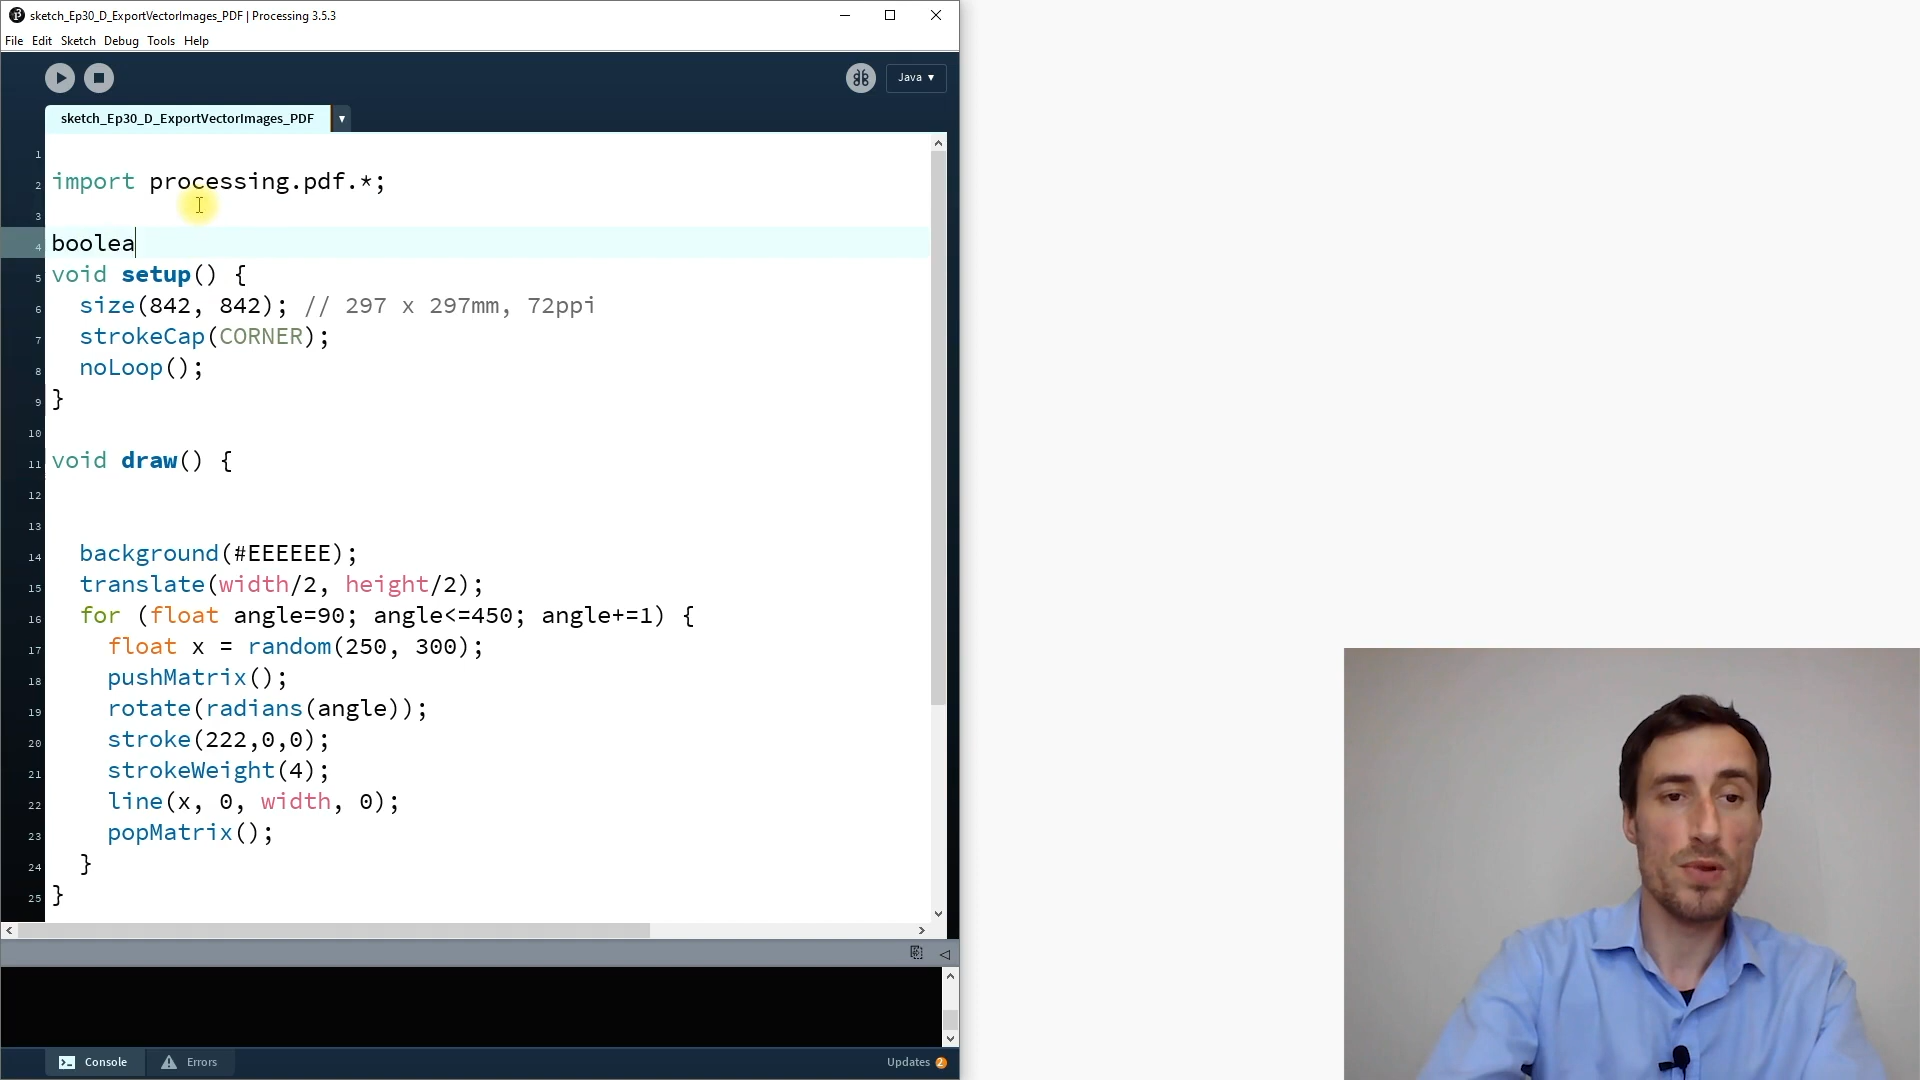 sketch_Ep30_D_ExportVectorImages_PDF | Processing 3.5.3
File Edit Sketch Debug Tools Help
Java ▾
sketch_Ep30_D_ExportVectorImages_PDF ▾
1
2 import processing.pdf.*;
3
4 boolea
5 void setup() {
6 size(842, 842); // 297 x 297mm, 72ppi
7 strokeCap(CORNER);
8 noLoop();
9 }
10
11 void draw() {
12
13
14 background(#EEEEEE);
15 translate(width/2, height/2);
16 for (float angle=90; angle<=450; angle+=1) {
17 float x = random(250, 300);
18 pushMatrix();
19 rotate(radians(angle));
20 stroke(222,0,0);
21 strokeWeight(4);
22 line(x, 0, width, 0);
23 popMatrix();
24 }
25 }
Console Errors Updates 2